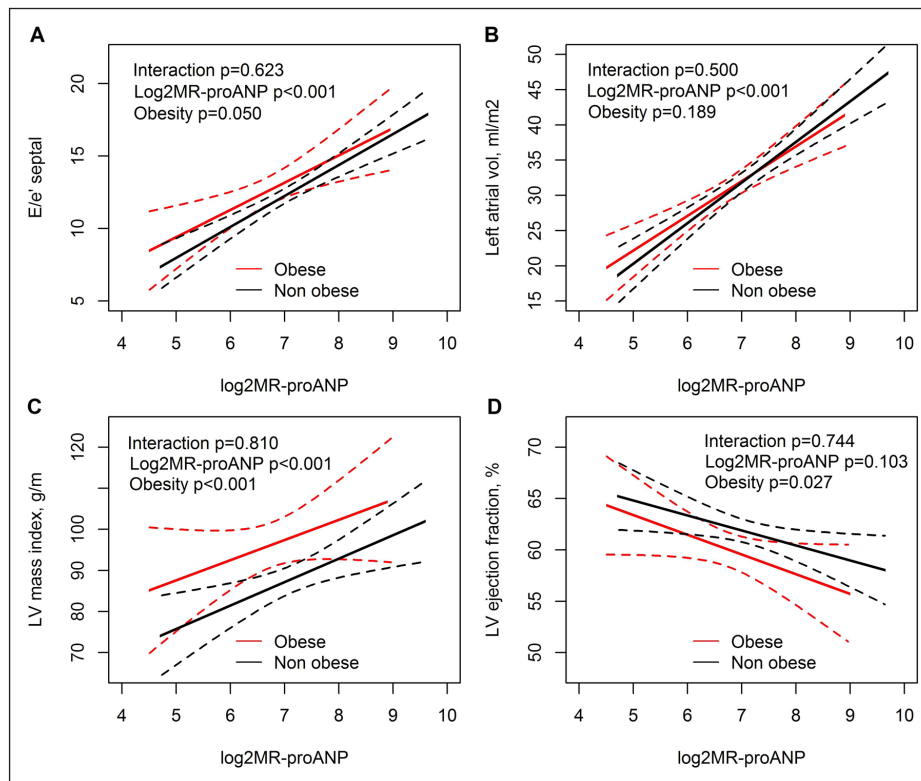 A
Interaction p=0.623
Log2MR-proANP p<0.001
Obesity p=0.050
E/e' septal
20
15
10
5
Obese
Non obese
4 5 6 7 8 9 10
log2MR-proANP
B
Interaction p=0.500
Log2MR-proANP p<0.001
Obesity p=0.189
Left atrial vol, ml/m2
50
45
40
35
30
25
20
15
Obese
Non obese
4 5 6 7 8 9 10
log2MR-proANP
C
Interaction p=0.810
Log2MR-proANP p<0.001
Obesity p<0.001
LV mass index, g/m
120
100
90
80
70
Obese
Non obese
4 5 6 7 8 9 10
log2MR-proANP
D
Interaction p=0.744
Log2MR-proANP p=0.103
Obesity p=0.027
LV ejection fraction, %
70
65
60
55
50
Obese
Non obese
4 5 6 7 8 9 10
log2MR-proANP